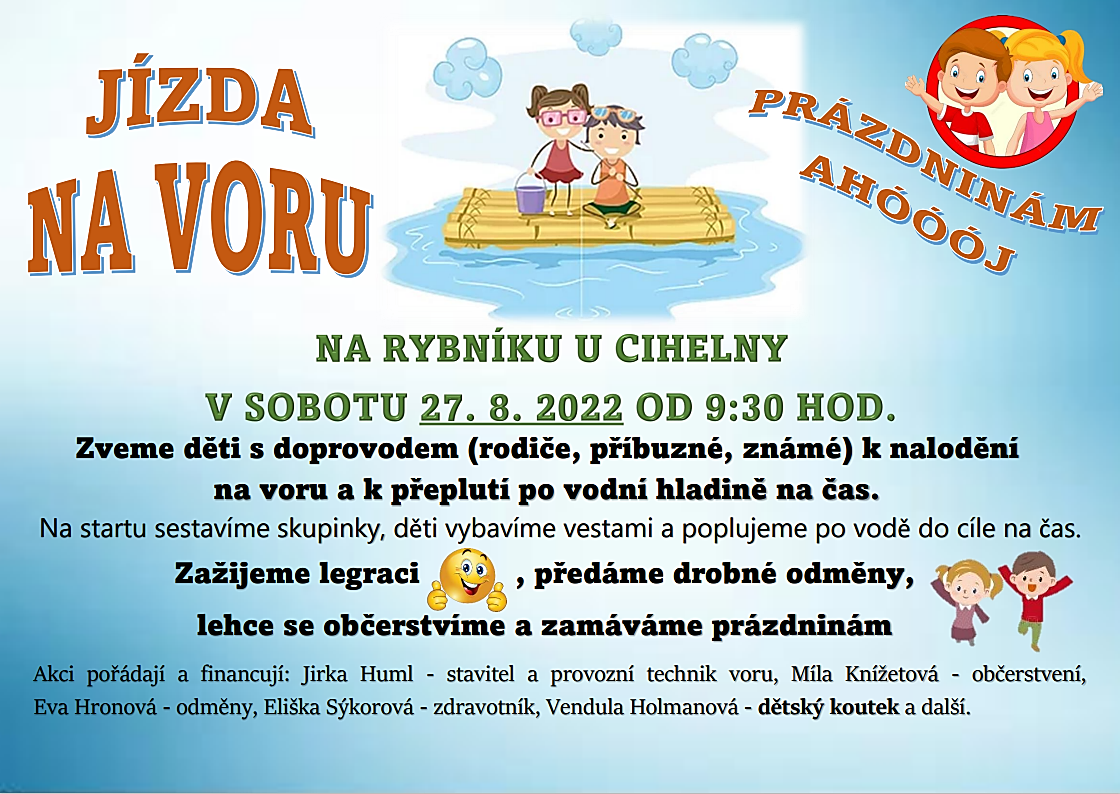 JÍZDA
NA VORU
PRÁZDNINÁM
AHÓÓÓJ
NA RYBNÍKU U CIHELNY
V SOBOTU 27. 8. 2022 OD 9:30 HOD.
Zveme děti s doprovodem (rodiče, příbuzné, známé) k nalodění
na voru a k přeplutí po vodní hladině na čas.
Na startu sestavíme skupinky, děti vybavíme vestami a poplujeme po vodě do cíle na čas.
Zažijeme legraci , předáme drobné odměny,
lehce se občerstvíme a zamáváme prázdninám
Akci pořádají a financují: Jirka Huml - stavitel a provozní technik voru, Míla Knížetová - občerstvení,
Eva Hronová - odměny, Eliška Sýkorová - zdravotník, Vendula Holmanová - dětský koutek a další.